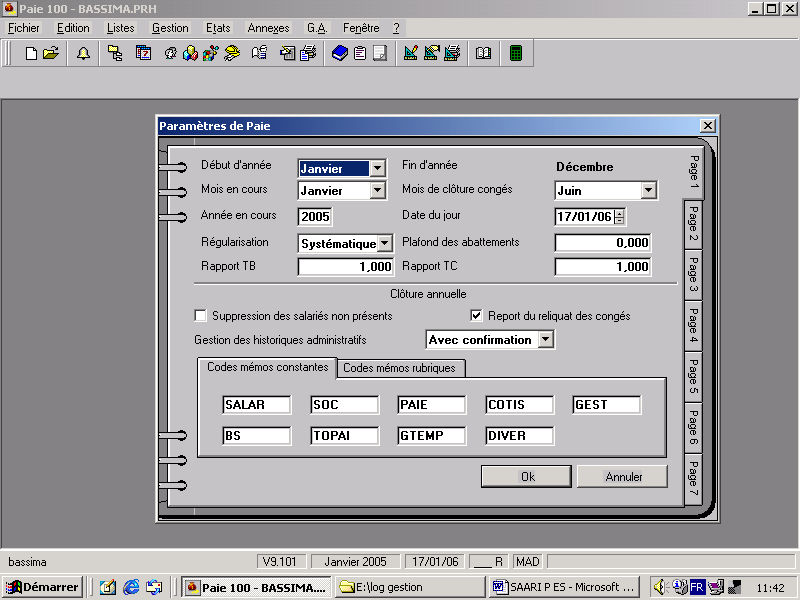 Paie 100 - BASSIMA.PRH
Fichier Edition Listes Gestion Etats Annexes G.A. Fenêtre ?
Paramètres de Paie
Début d'année Janvier Fin d'année Décembre
Mois en cours Janvier Mois de clôture congés Juin
Année en cours 2005 Date du jour 17/01/06
Régularisation Systématique Plafond des abattements 0,000
Rapport TB 1,000 Rapport TC 1,000
Clôture annuelle
Suppression des salariés non présents Report du reliquat des congés
Gestion des historiques administratifs Avec confirmation
Codes mémos constantes Codes mémos rubriques
SALAR SOC PAIE COTIS GEST
BS TOPAI GTEMP DIVER
Ok Annuler
Page 1
Page 2
Page 3
Page 4
Page 5
Page 6
Page 7
bassima V9.101 Janvier 2005 17/01/06 ___ R MAD
Démarrer Paie 100 - BASSIMA.... E:\log gestion SAARI P ES - Microsoft ... FR 11:42